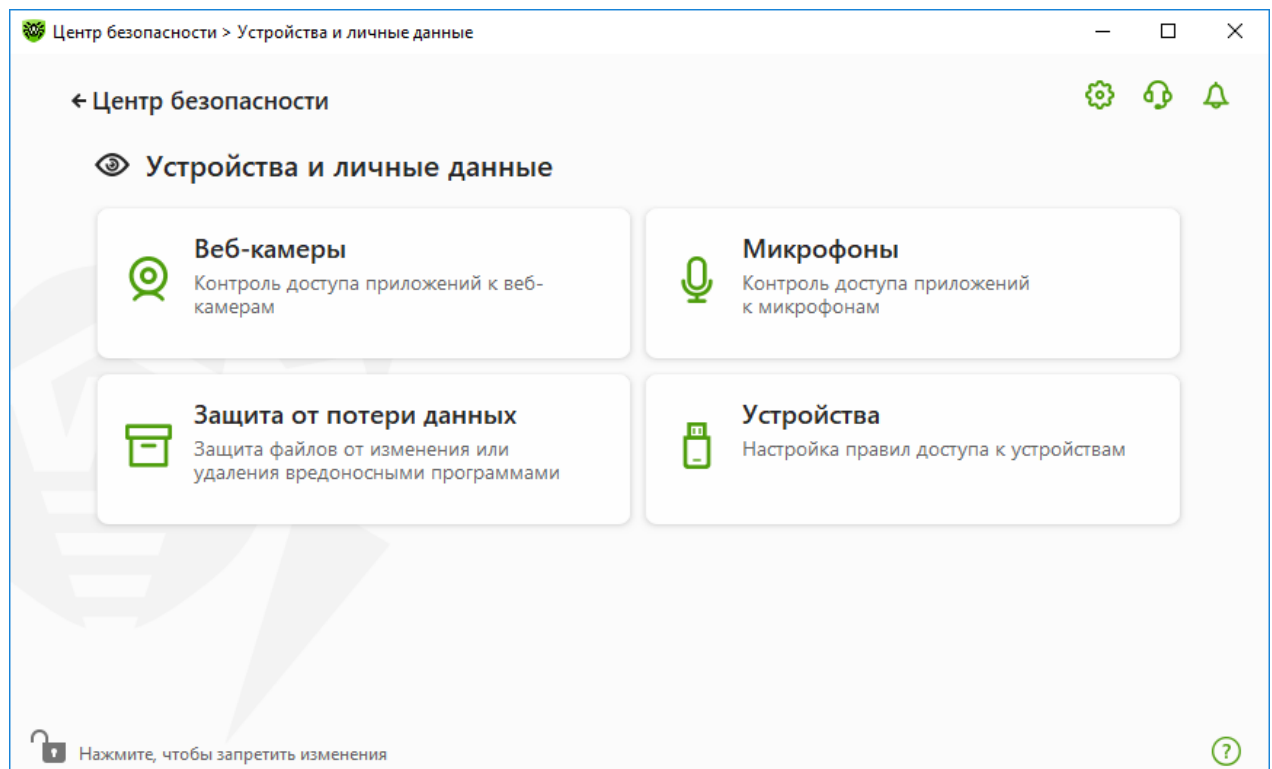 Центр безопасности > Устройства и личные данные
Центр безопасности
Устройства и личные данные
Веб-камеры
Контроль доступа приложений к веб-
камерам
Микрофоны
Контроль доступа приложений
к микрофонам
Защита от потери данных
Защита файлов от изменения или
удаления вредоносными программами
Устройства
Настройка правил доступа к устройствам
Нажмите, чтобы запретить изменения
?